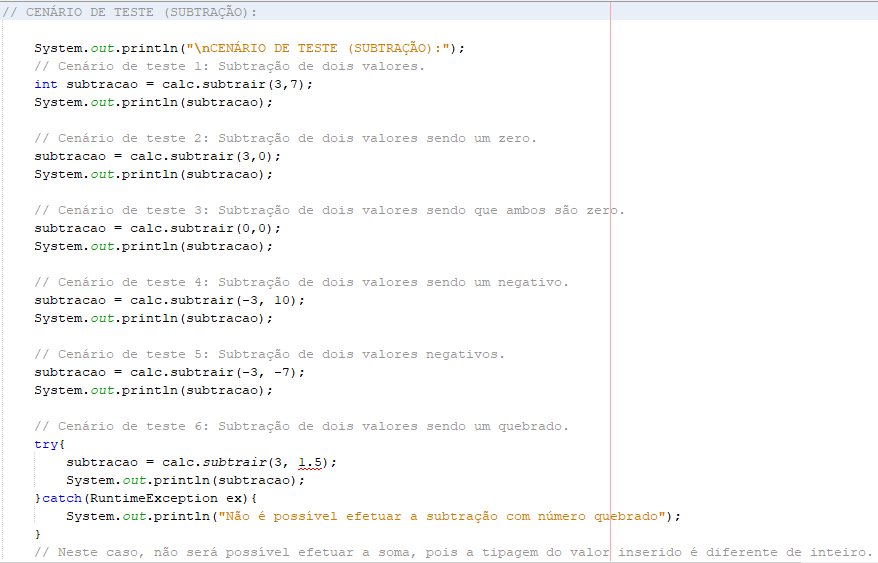 // CENÁRIO DE TESTE (SUBTRAÇÃO):
System.out.println("\nCENÁRIO DE TESTE (SUBTRAÇÃO):");
// Cenário de teste 1: Subtração de dois valores.
int subtracao = calc.subtrair(3,7);
System.out.println(subtracao);
// Cenário de teste 2: Subtração de dois valores sendo um zero.
subtracao = calc.subtrair(3,0);
System.out.println(subtracao);
// Cenário de teste 3: Subtração de dois valores sendo que ambos são zero.
subtracao = calc.subtrair(0,0);
System.out.println(subtracao);
// Cenário de teste 4: Subtração de dois valores sendo um negativo.
subtracao = calc.subtrair(-3, 10);
System.out.println(subtracao);
// Cenário de teste 5: Subtração de dois valores negativos.
subtracao = calc.subtrair(-3, -7);
System.out.println(subtracao);
// Cenário de teste 6: Subtração de dois valores sendo um quebrado.
try{
subtracao = calc.subtrair(3, 1.5);
System.out.println(subtracao);
}catch(RuntimeException ex){
System.out.println("Não é possível efetuar a subtração com número quebrado");
}
// Neste caso, não será possível efetuar a soma, pois a tipagem do valor inserido é diferente de inteiro.